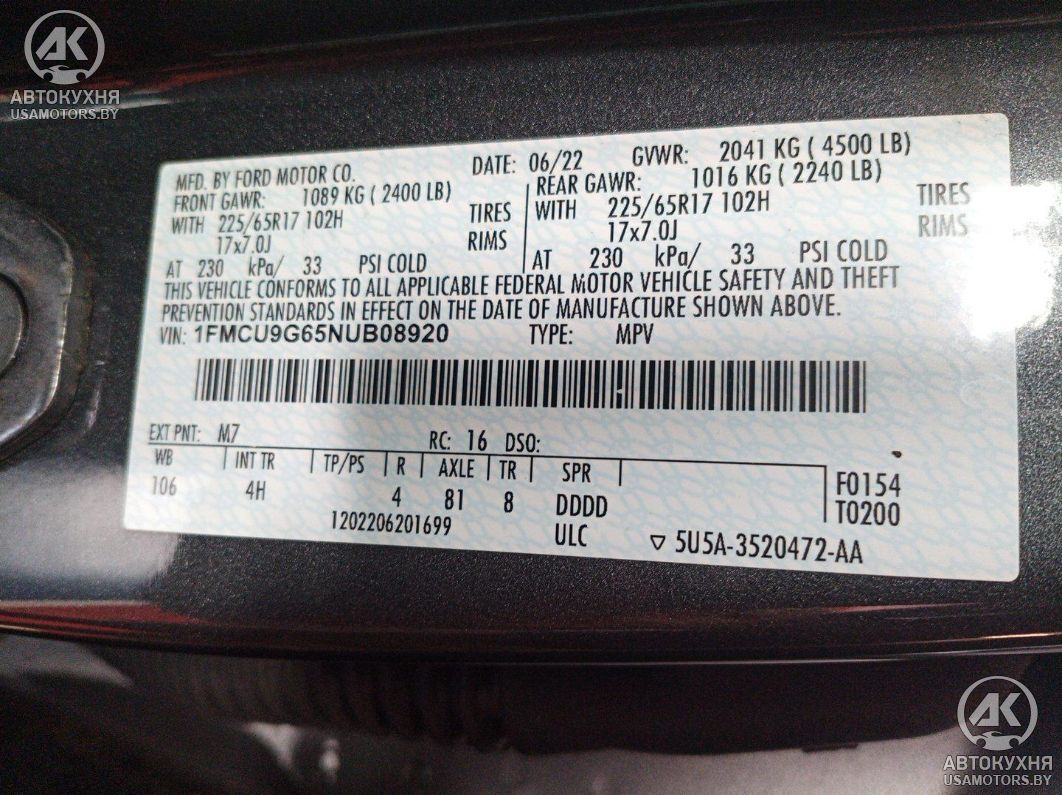 АК
АВТОКУХНЯ
USAMOTORS.BY
MFD. BY FORD MOTOR CO. DATE: 06/22 GVWR: 2041 KG ( 4500 LB)
FRONT GAWR: 1089 KG ( 2400 LB) REAR GAWR: 1016 KG ( 2240 LB)
WITH 225/65R17 102H TIRES WITH 225/65R17 102H TIRES
17x7.0J RIMS 17x7.0J RIMS
AT 230 kPa/ 33 PSI COLD AT 230 kPa/ 33 PSI COLD
THIS VEHICLE CONFORMS TO ALL APPLICABLE FEDERAL MOTOR VEHICLE SAFETY AND THEFT
PREVENTION STANDARDS IN EFFECT ON THE DATE OF MANUFACTURE SHOWN ABOVE.
VIN: 1FMCU9G65NUB08920 TYPE: MPV
EXT PNT: M7 RC: 16 DSO:
WB INT TR TP/PS R AXLE TR SPR F0154
106 4H 4 81 8 DDDD T0200
1202206201699 ULC ▽ 5U5A-3520472-AA
АК
АВТОКУХНЯ
USAMOTORS.BY